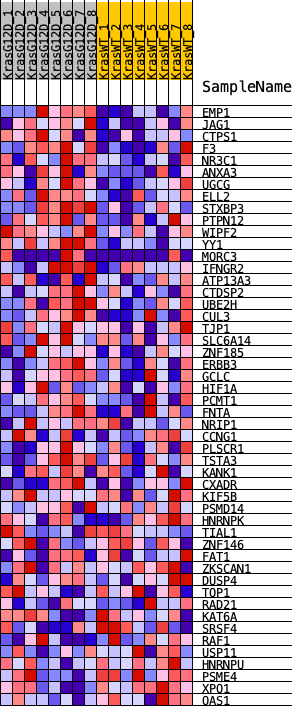 KrasG12D_1
KrasG12D_2
KrasG12D_3
KrasG12D_4
KrasG12D_5
KrasG12D_6
KrasG12D_7
KrasG12D_8
KrasWT_1
KrasWT_2
KrasWT_3
KrasWT_4
KrasWT_5
KrasWT_6
KrasWT_7
KrasWT_8
SampleName
EMP1
JAG1
CTPS1
F3
NR3C1
ANXA3
UGCG
ELL2
STXBP3
PTPN12
WIPF2
YY1
MORC3
IFNGR2
ATP13A3
CTDSP2
UBE2H
CUL3
TJP1
SLC6A14
ZNF185
ERBB3
GCLC
HIF1A
PCMT1
FNTA
NRIP1
CCNG1
PLSCR1
TSTA3
KANK1
CXADR
KIF5B
PSMD14
HNRNPK
TIAL1
ZNF146
FAT1
ZKSCAN1
DUSP4
TOP1
RAD21
KAT6A
SRSF4
RAF1
USP11
HNRNPU
PSME4
XPO1
OAS1